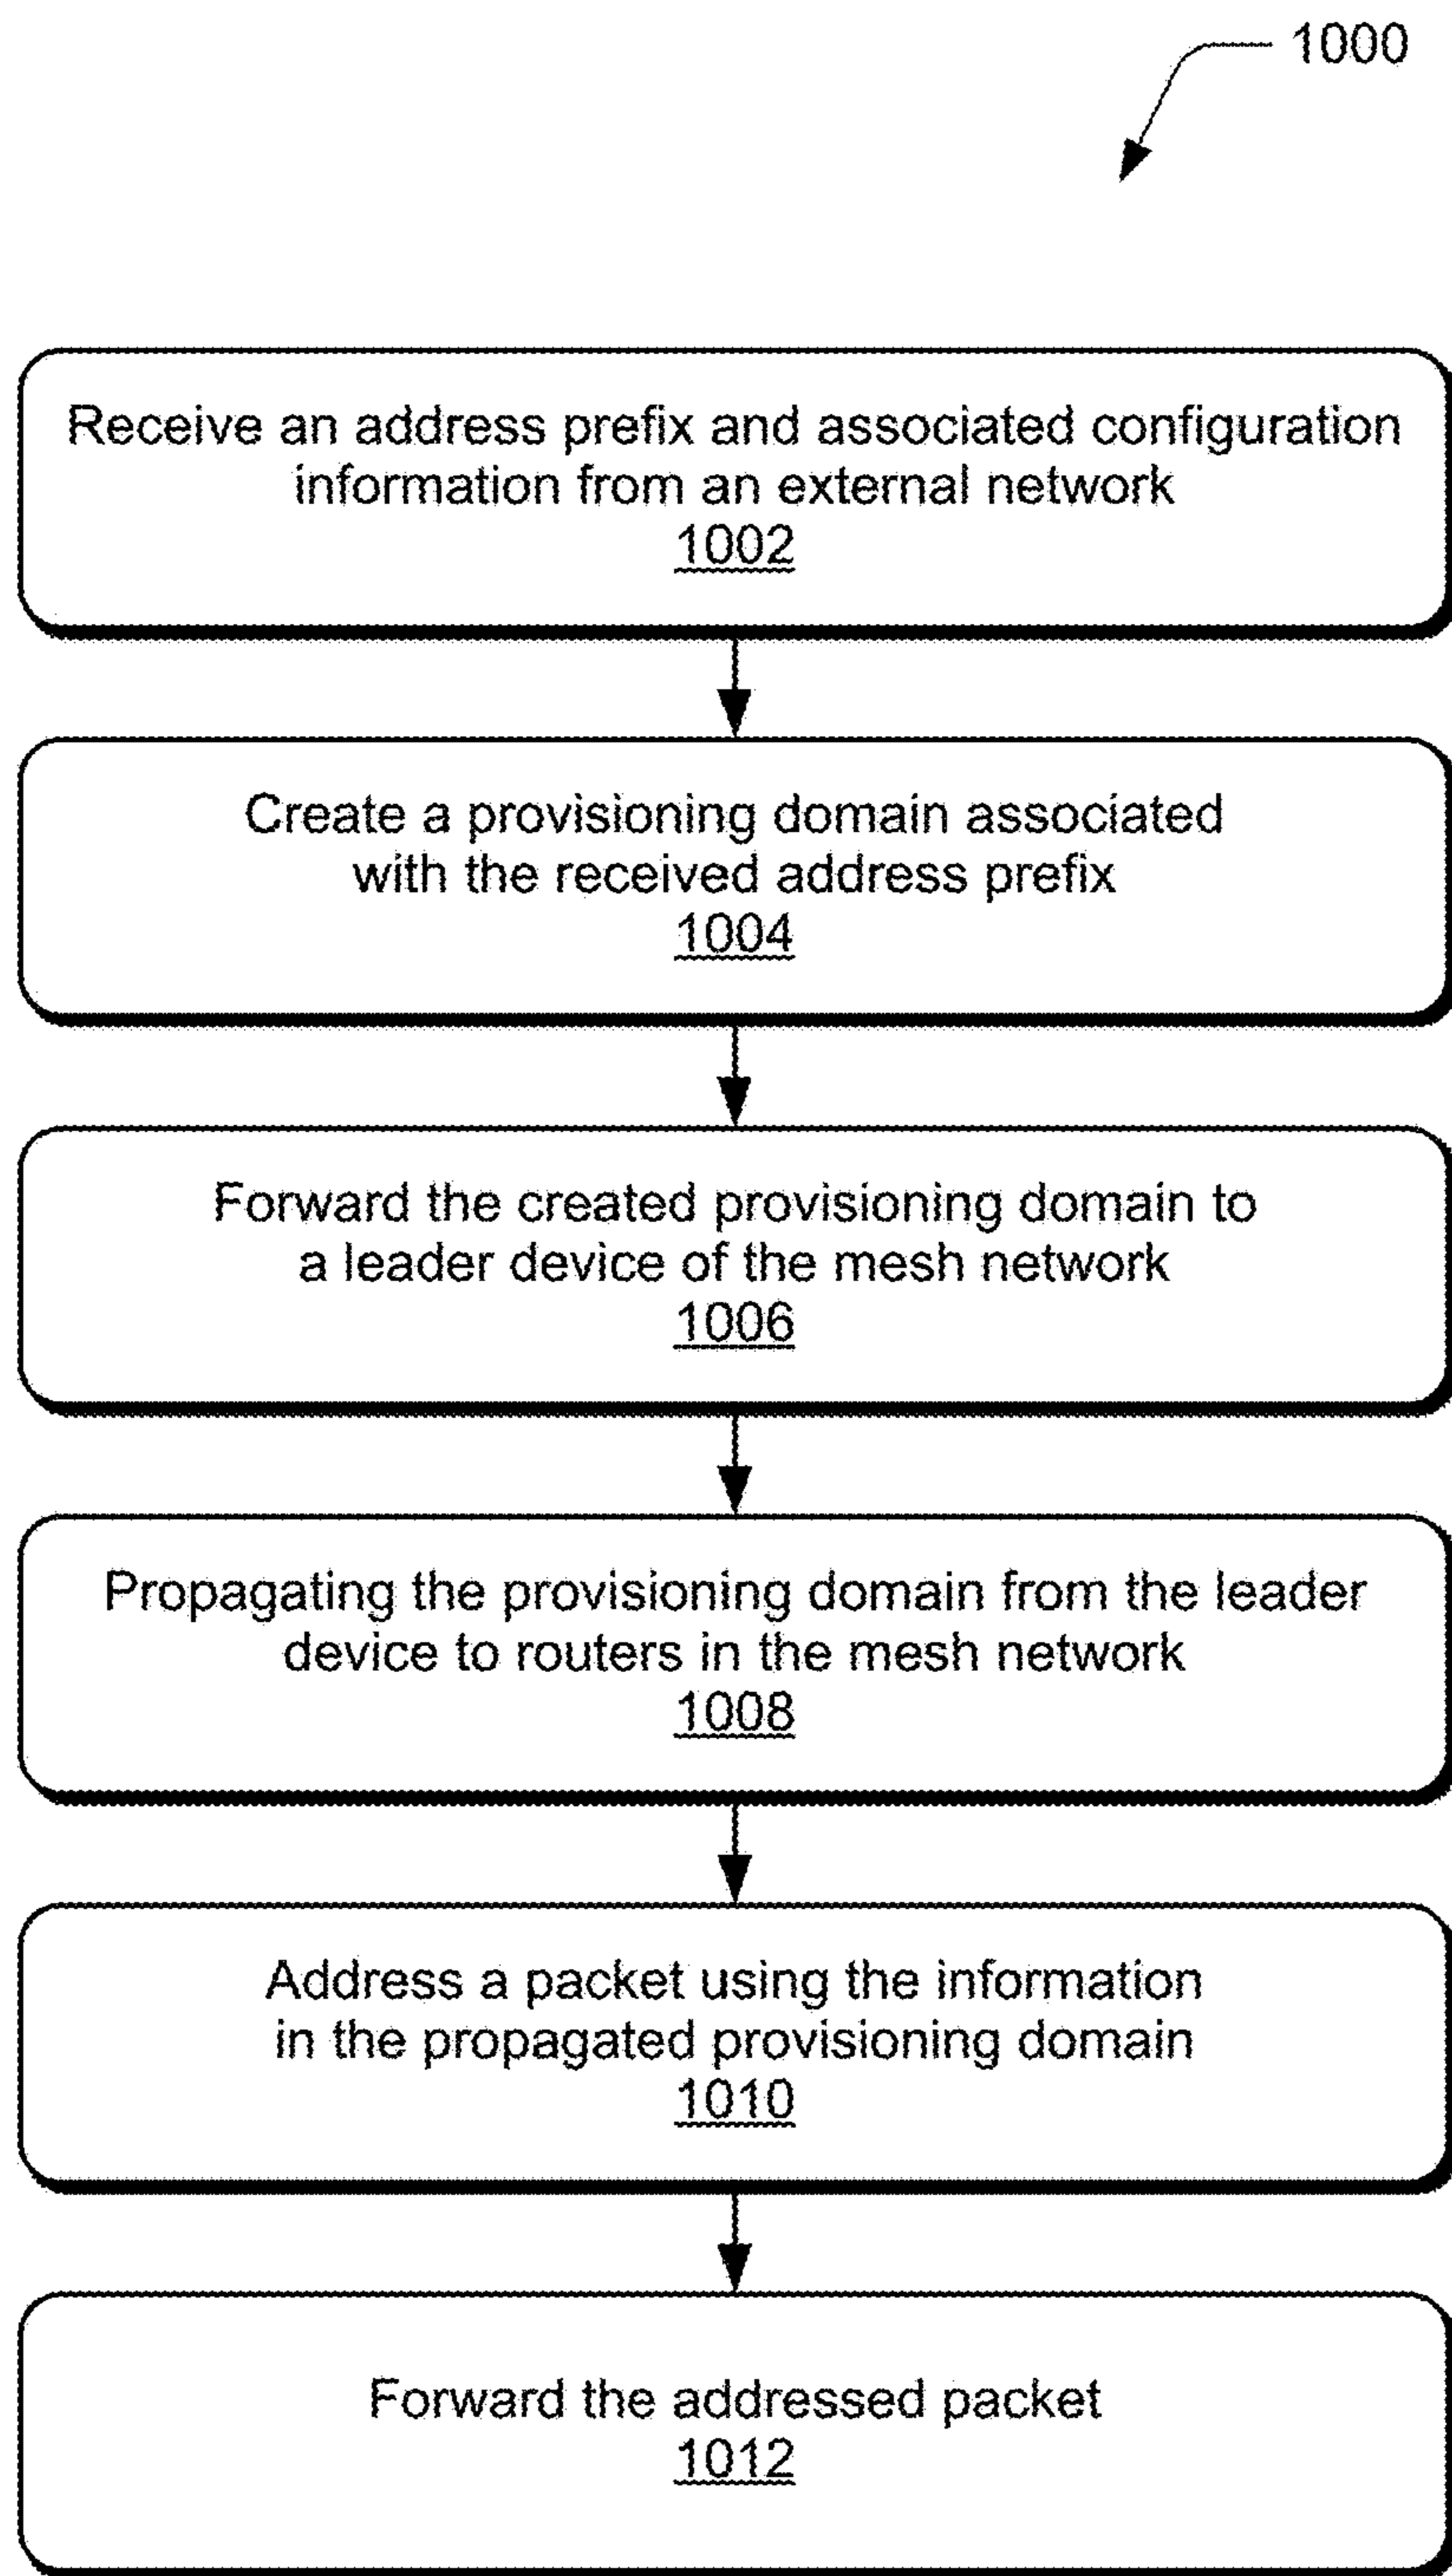 1000
Receive an address prefix and associated configuration
information from an external network
1002
Create a provisioning domain associated
with the received address prefix
1004
Forward the created provisioning domain to
a leader device of the mesh network
1006
Propagating the provisioning domain from the leader
device to routers in the mesh network
1008
Address a packet using the information
in the propagated provisioning domain
1010
Forward the addressed packet
1012